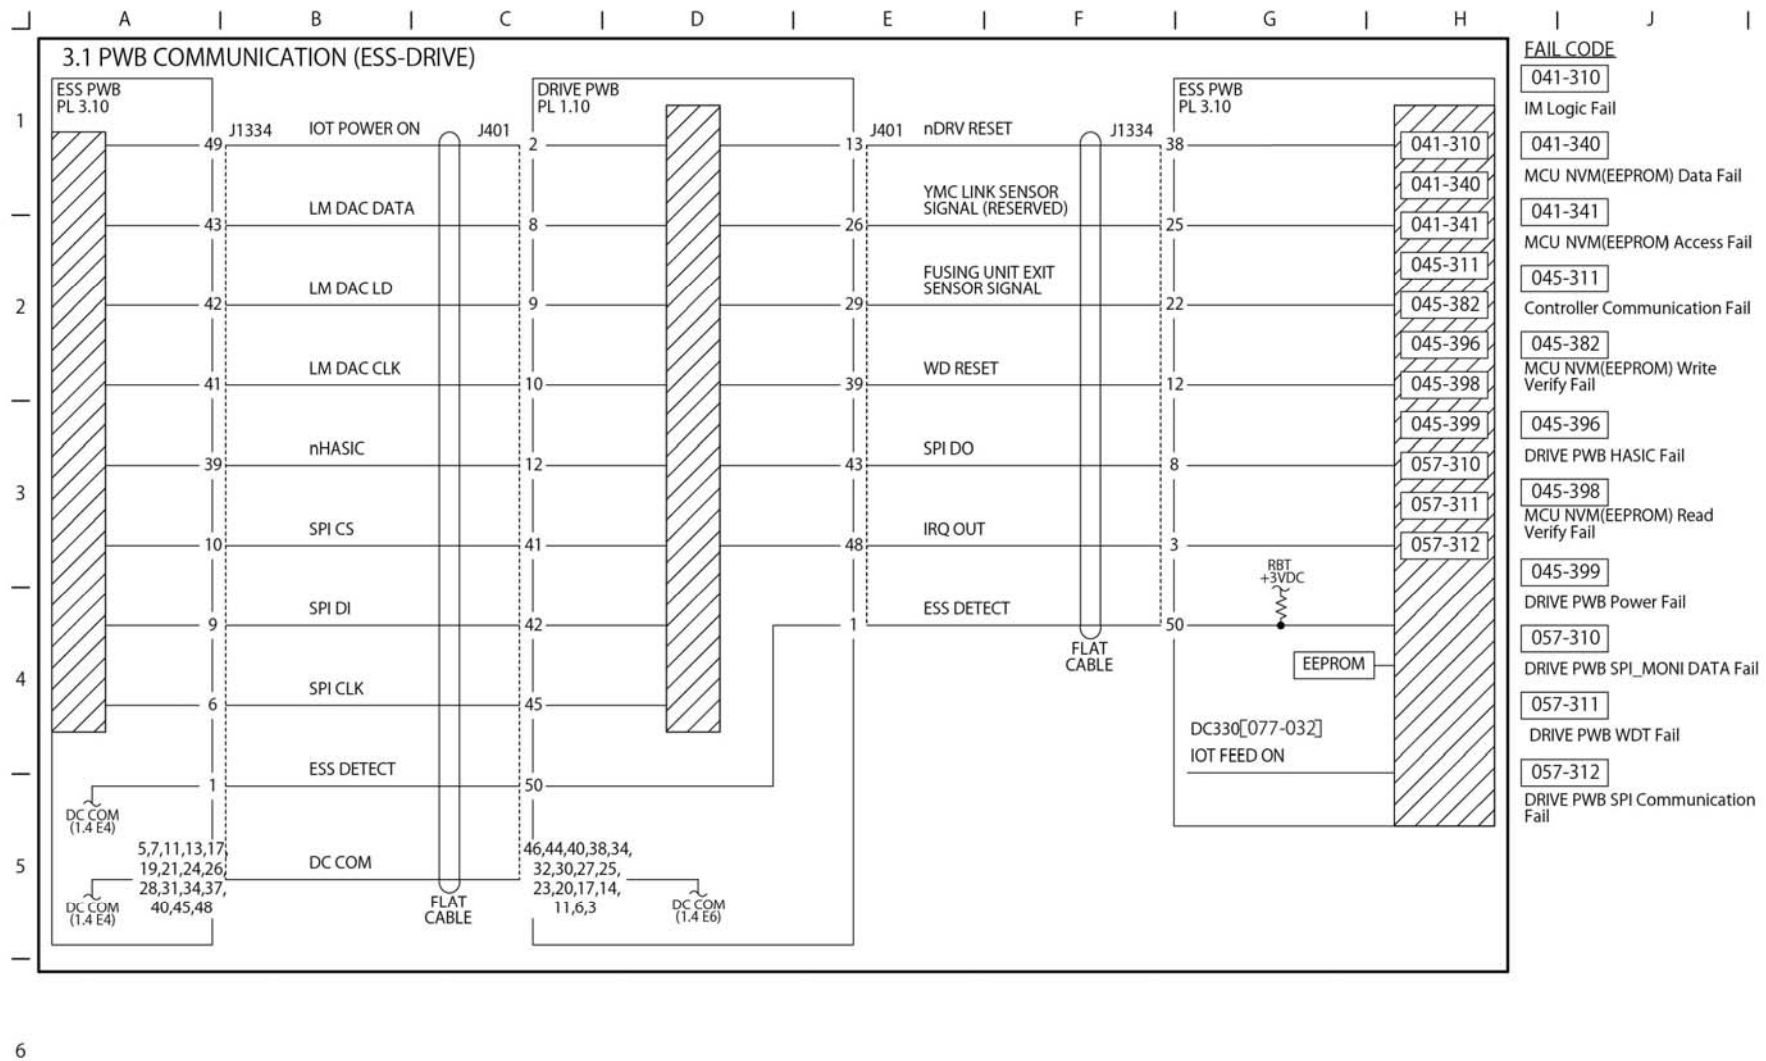 A B C D E F G H J
3.1 PWB COMMUNICATION (ESS-DRIVE)
ESS PWB
PL 3.10
DRIVE PWB
PL 1.10
ESS PWB
PL 3.10
1
J1334 IOT POWER ON J401
49 2
J401 nDRV RESET J1334
13 38
041-310
041-340
LM DAC DATA
43 8
YMC LINK SENSOR
SIGNAL (RESERVED)
26 25
041-341
045-311
2
LM DAC LD
42 9
FUSING UNIT EXIT
SENSOR SIGNAL
29 22
045-382
045-396
LM DAC CLK
41 10
WD RESET
39 12
045-398
045-399
3
nHASIC
39 12
SPI DO
43 8
057-310
057-311
SPI CS
10 41
IRQ OUT
48 3
057-312
RBT
+3VDC
SPI DI
9 42
ESS DETECT
1 50
FLAT
CABLE
EEPROM
4
SPI CLK
6 45
DC330[077-032]
IOT FEED ON
ESS DETECT
1 50
DC COM
(1.4 E4)
5
5,7,11,13,17,
19,21,24,26,
28,31,34,37,
40,45,48
DC COM
46,44,40,38,34,
32,30,27,25,
23,20,17,14,
11,6,3
DC COM
(1.4 E4)
FLAT
CABLE
DC COM
(1.4 E6)
6
FAIL CODE
041-310
IM Logic Fail
041-340
MCU NVM(EEPROM) Data Fail
041-341
MCU NVM(EEPROM) Access Fail
045-311
Controller Communication Fail
045-382
MCU NVM(EEPROM) Write
Verify Fail
045-396
DRIVE PWB HASIC Fail
045-398
MCU NVM(EEPROM) Read
Verify Fail
045-399
DRIVE PWB Power Fail
057-310
DRIVE PWB SPI_MONI DATA Fail
057-311
DRIVE PWB WDT Fail
057-312
DRIVE PWB SPI Communication
Fail